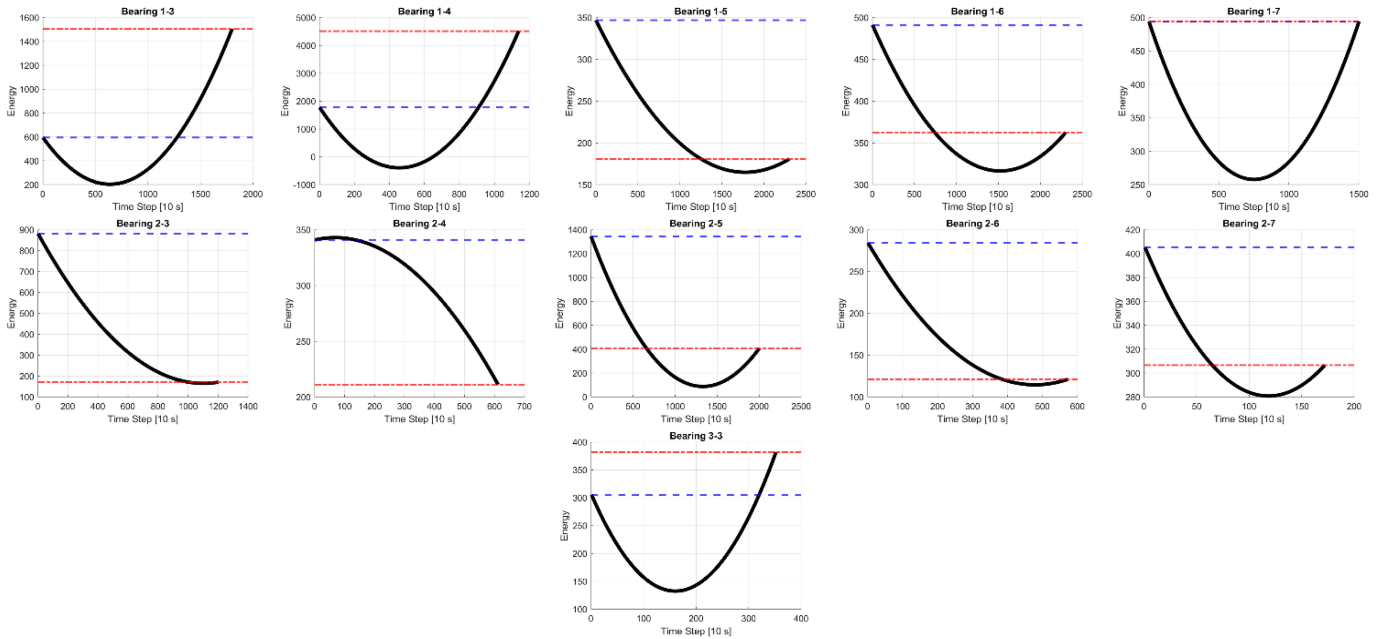 Bearing 1-3
Energy
1600
1400
1200
1000
800
600
400
200
0 500 1000 1500 2000
Time Step [10 s]
Bearing 1-4
Energy
5000
4000
3000
2000
1000
0
-1000
0 200 400 600 800 1000 1200
Time Step [10 s]
Bearing 1-5
Energy
350
300
250
200
150
0 500 1000 1500 2000 2500
Time Step [10 s]
Bearing 1-6
Energy
500
450
400
350
300
0 500 1000 1500 2000 2500
Time Step [10 s]
Bearing 1-7
Energy
500
450
400
350
300
250
0 500 1000 1500
Time Step [10 s]
Bearing 2-3
Energy
900
800
700
600
500
400
300
200
100
0 200 400 600 800 1000 1200 1400
Time Step [10 s]
Bearing 2-4
Energy
350
300
250
200
0 100 200 300 400 500 600 700
Time Step [10 s]
Bearing 2-5
Energy
1400
1200
1000
800
600
400
200
0
0 500 1000 1500 2000 2500
Time Step [10 s]
Bearing 2-6
Energy
300
250
200
150
100
0 100 200 300 400 500 600
Time Step [10 s]
Bearing 2-7
Energy
420
400
380
360
340
320
300
280
0 50 100 150 200
Time Step [10 s]
Bearing 3-3
Energy
400
350
300
250
200
150
100
0 100 200 300 400
Time Step [10 s]